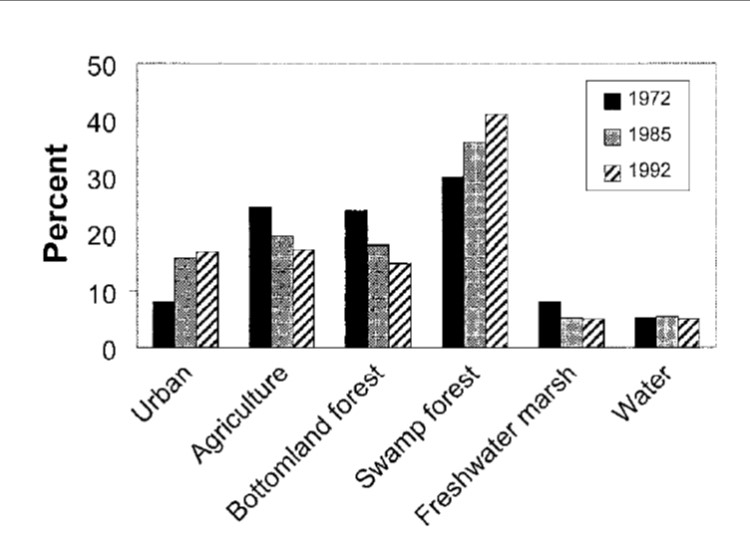 50
40
30
20
10
0
Percent
1972
1985
1992
Urban
Agriculture
Bottomland forest
Swamp forest
Freshwater marsh
Water